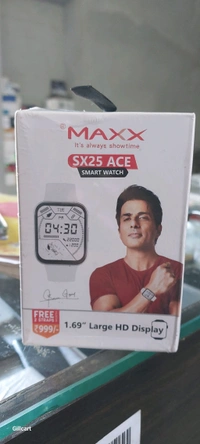 MAXX
It's always showtime.
SX25 ACE
SMART WATCH
04:30
FREE
2 STRAPS
₹999/-
1.69" Large HD Display
Giftcart